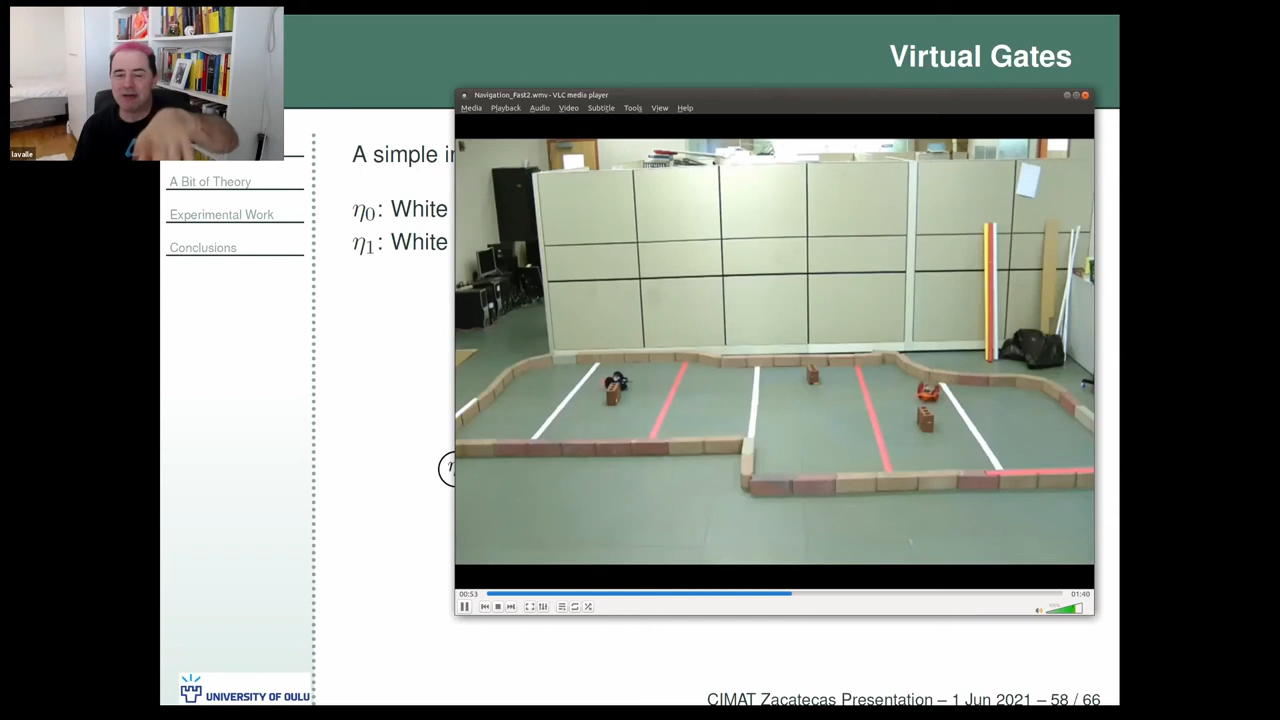 Virtual Gates
Navigation_Fast2.wmv - VLC media player
Media Playback Audio Video Subtitle Tools View Help
lavalle
A simple
A Bit of Theory
η0: White
Experimental Work
η1: White
Conclusions
00:53
01:40
UNIVERSITY OF OULU
CIMAT Zacatecas Presentation – 1 Jun 2021 – 58 / 66